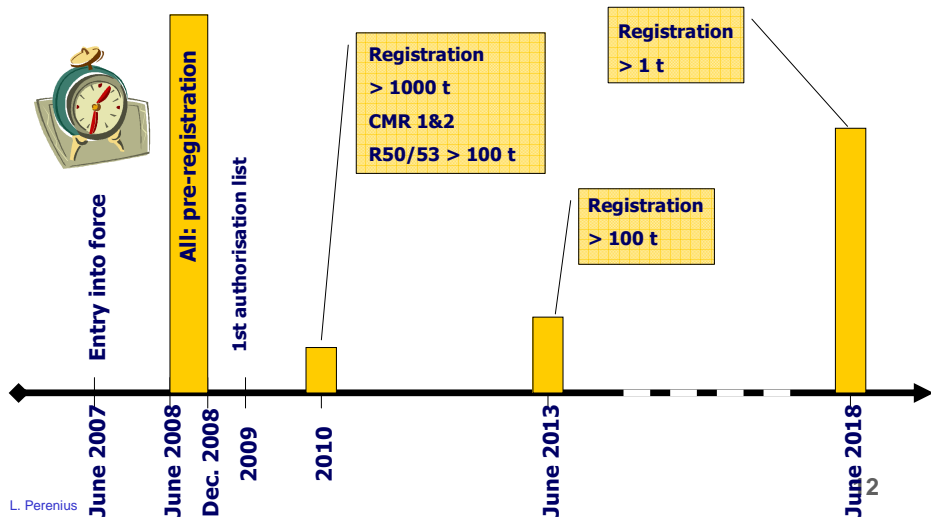 Registration
> 1000 t
CMR 1&2
R50/53 > 100 t
Registration
> 1 t
Registration
> 100 t
Entry into force
All: pre-registration
1st authorisation list
June 2007
June 2008
Dec. 2008
2009
2010
June 2013
June 2018
L. Perenius
12